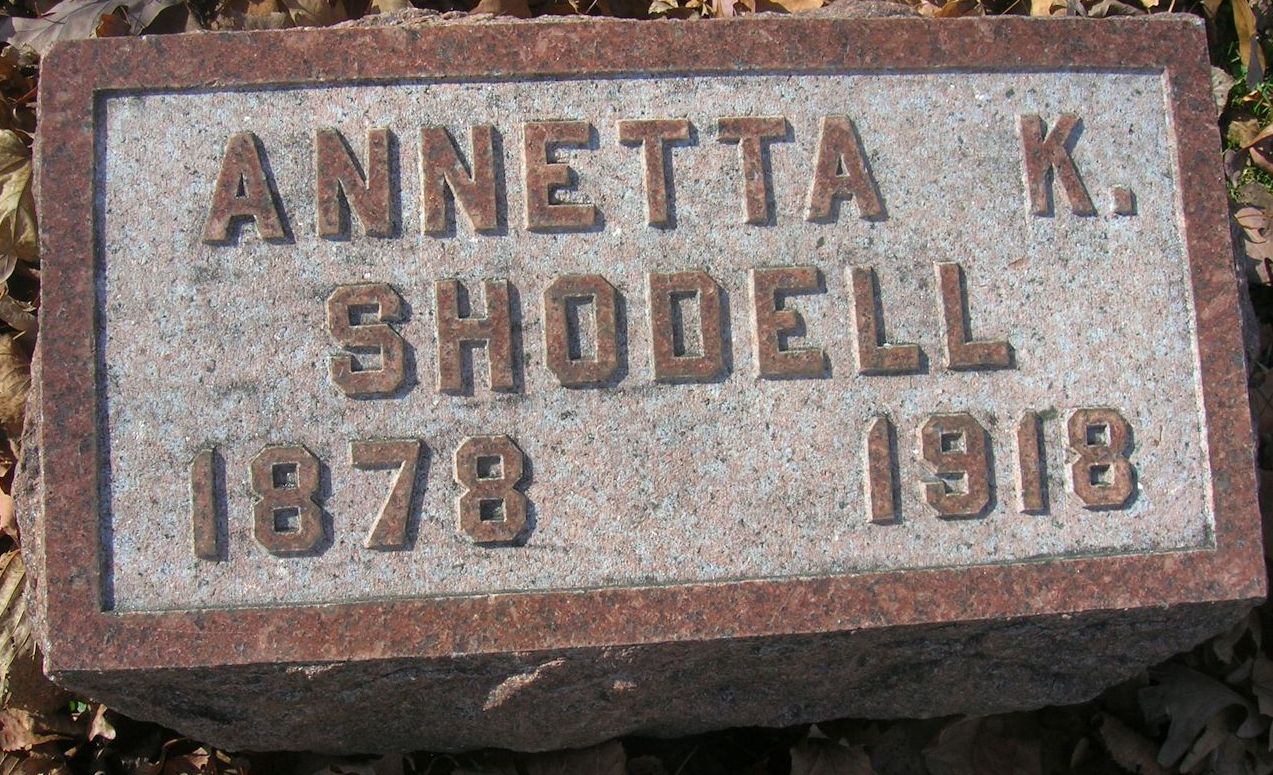 ANNETTA K.
SHODELL
1878 1918